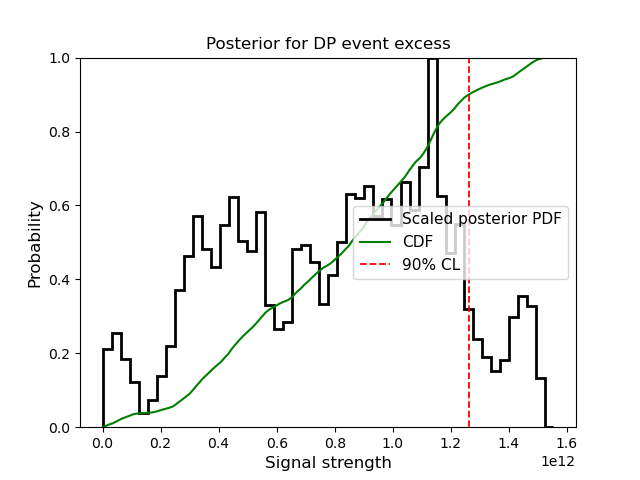 Posterior for DP event excess
1.0
0.8
0.6
0.4
0.2
0.0
Probability
Scaled posterior PDF
CDF
90% CL
0.0 0.2 0.4 0.6 0.8 1.0 1.2 1.4 1.6
1e12
Signal strength